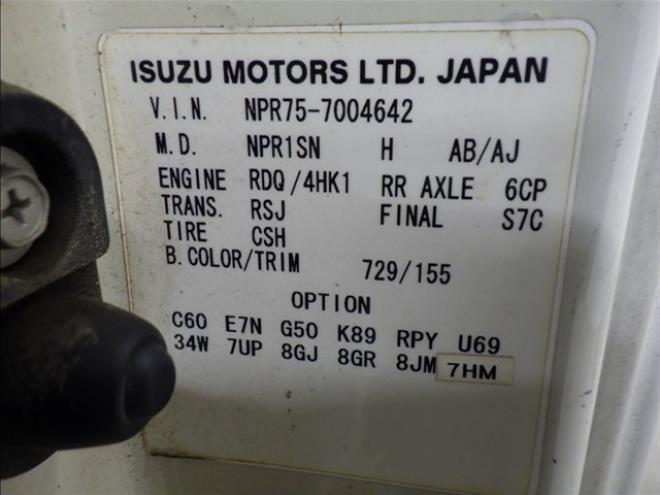 ISUZU MOTORS LTD. JAPAN
V.I.N. NPR75-7004642
M.D. NPR1SN H AB/AJ
ENGINE RDQ/4HK1 RR AXLE 6CP
TRANS. RSJ FINAL S7C
TIRE CSH
B.COLOR/TRIM 729/155
OPTION
C60 E7N G50 K89 RPY U69
34W 7UP 8GJ 8GR 8JM 7HM